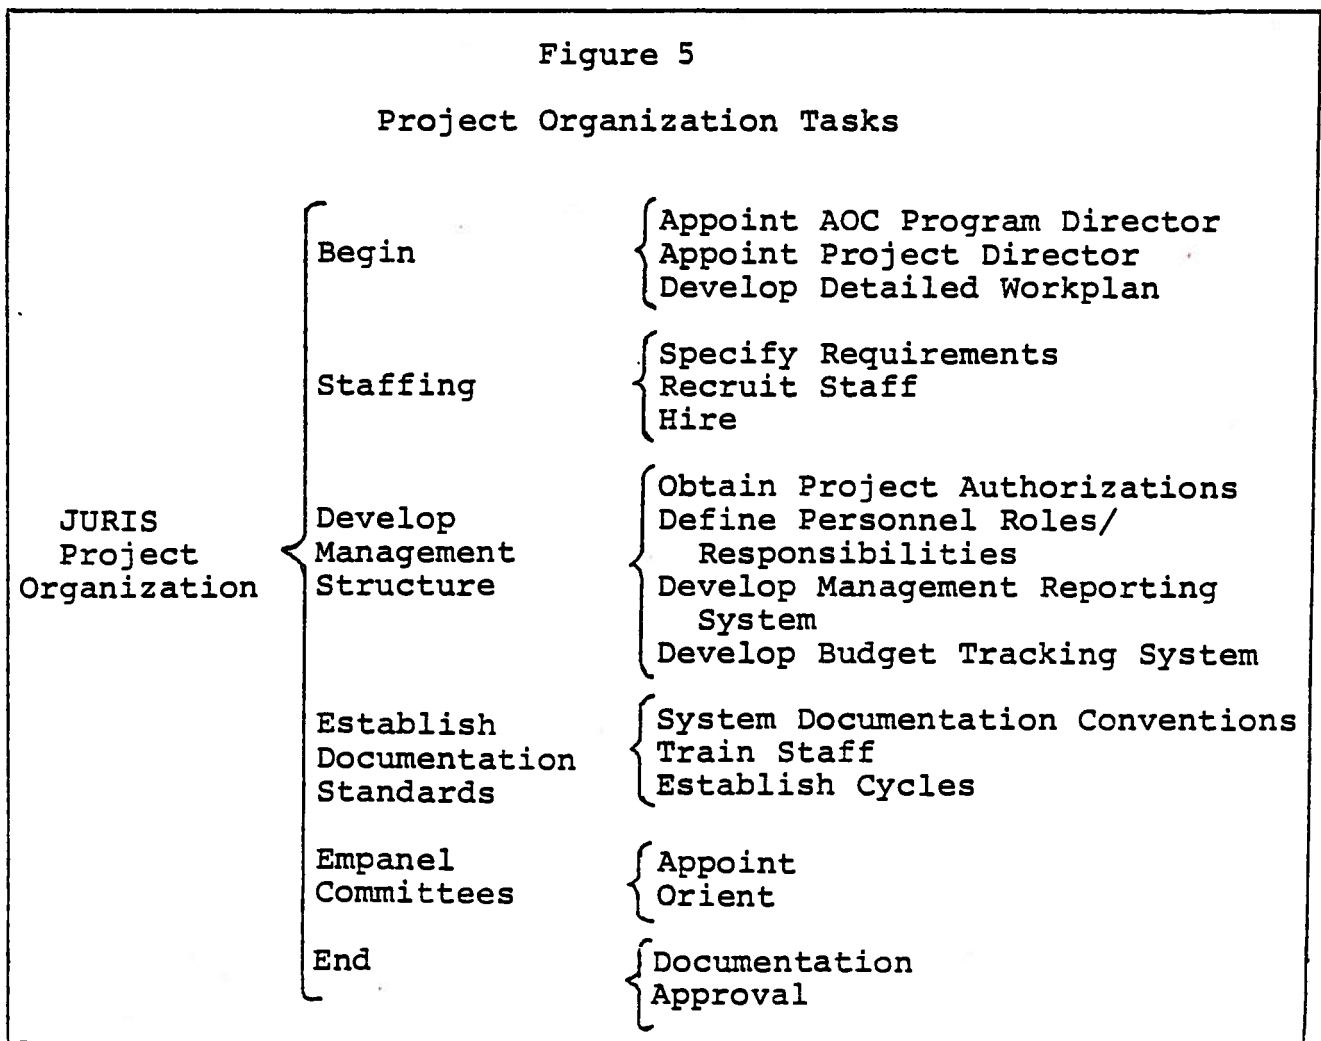 Figure 5
Project Organization Tasks
JURIS
Project
Organization
Begin
Appoint AOC Program Director
Appoint Project Director
Develop Detailed Workplan
Staffing
Specify Requirements
Recruit Staff
Hire
Develop
Management
Structure
Obtain Project Authorizations
Define Personnel Roles/
Responsibilities
Develop Management Reporting
System
Develop Budget Tracking System
Establish
Documentation
Standards
System Documentation Conventions
Train Staff
Establish Cycles
Empanel
Committees
Appoint
Orient
End
Documentation
Approval